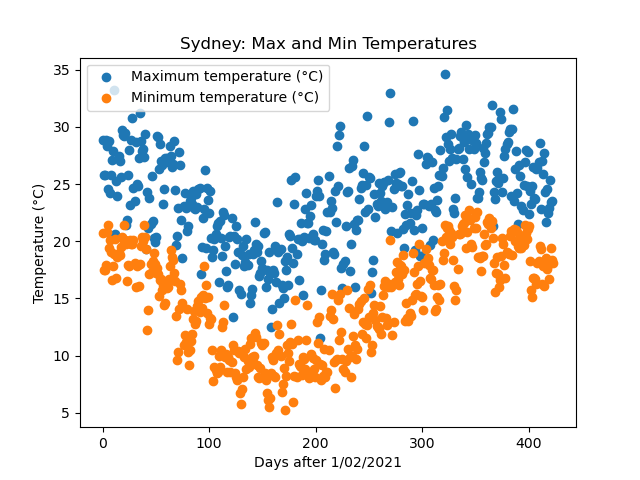 Sydney: Max and Min Temperatures
Maximum temperature (°C)
Minimum temperature (°C)
35
30
25
20
15
10
5
Temperature (°C)
0
100
200
300
400
Days after 1/02/2021